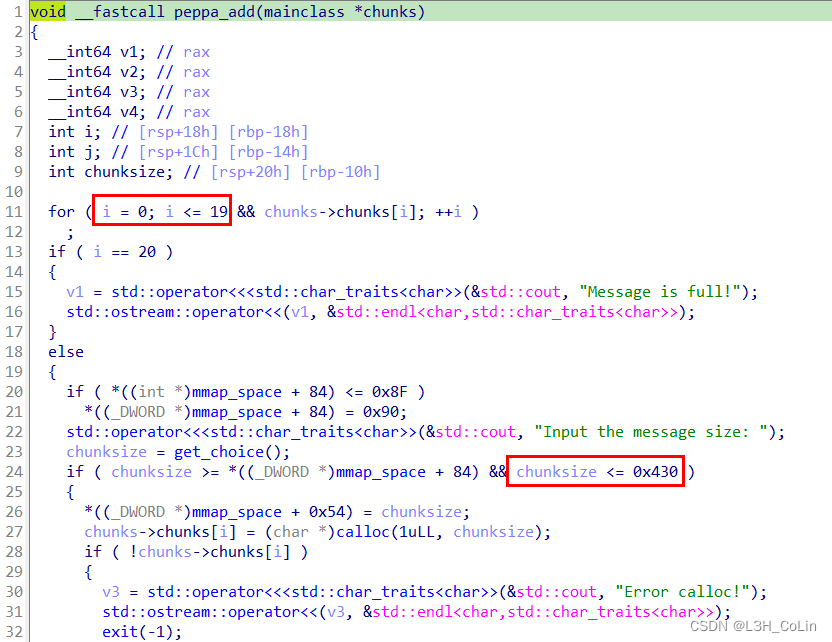 1 void __fastcall peppa_add(mainclass *chunks)
2 {
3 __int64 v1; // rax
4 __int64 v2; // rax
5 __int64 v3; // rax
6 __int64 v4; // rax
7 int i; // [rsp+18h] [rbp-18h]
8 int j; // [rsp+1Ch] [rbp-14h]
9 int chunksize; // [rsp+20h] [rbp-10h]
10
11 for ( i = 0; i <= 19 && chunks->chunks[i]; ++i )
12 ;
13 if ( i == 20 )
14 {
15 v1 = std::operator<<<std::char_traits<char>>(&std::cout, "Message is full!");
16 std::ostream::operator<<(v1, &std::endl<char,std::char_traits<char>>);
17 }
18 else
19 {
20 if ( *((int *)mmap_space + 84) <= 0x8F )
21 *((_DWORD *)mmap_space + 84) = 0x90;
22 std::operator<<<std::char_traits<char>>(&std::cout, "Input the message size: ");
23 chunksize = get_choice();
24 if ( chunksize >= *((_DWORD *)mmap_space + 84) && chunksize <= 0x430 )
25 {
26 *((_DWORD *)mmap_space + 0x54) = chunksize;
27 chunks->chunks[i] = (char *)calloc(1uLL, chunksize);
28 if ( !chunks->chunks[i] )
29 {
30 v3 = std::operator<<<std::char_traits<char>>(&std::cout, "Error calloc!");
31 std::ostream::operator<<(v3, &std::endl<char,std::char_traits<char>>);
32 exit(-1);
CSDN @L3H_CoLin